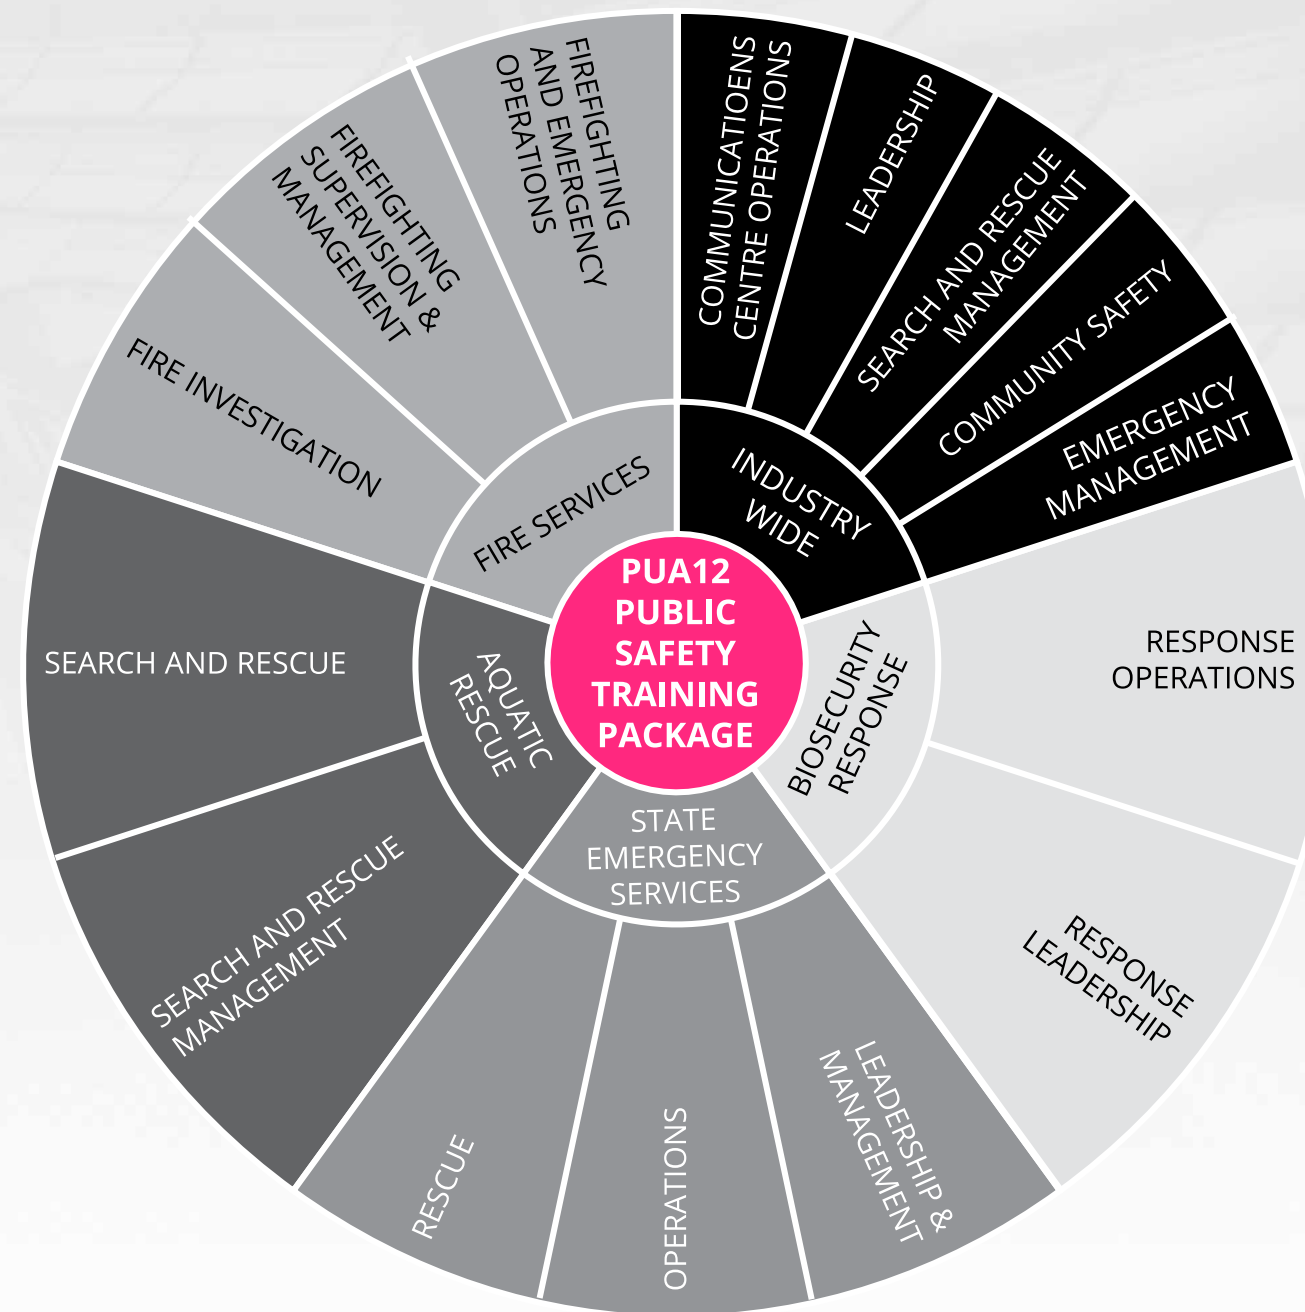 PUA12
PUBLIC
SAFETY
TRAINING
PACKAGE
INDUSTRY
WIDE
COMMUNICATIOENS
CENTRE OPERATIONS
LEADERSHIP
SEARCH AND RESCUE
MANAGEMENT
COMMUNITY SAFETY
EMERGENCY
MANAGEMENT
BIOSECURITY
RESPONSE
RESPONSE
OPERATIONS
RESPONSE
LEADERSHIP
STATE
EMERGENCY
SERVICES
LEADERSHIP &
MANAGEMENT
OPERATIONS
RESCUE
AQUATIC
RESCUE
SEARCH AND RESCUE
MANAGEMENT
SEARCH AND RESCUE
FIRE SERVICES
FIRE INVESTIGATION
FIREFIGHTING
SUPERVISION &
MANAGEMENT
FIREFIGHTING
AND EMERGENCY
OPERATIONS